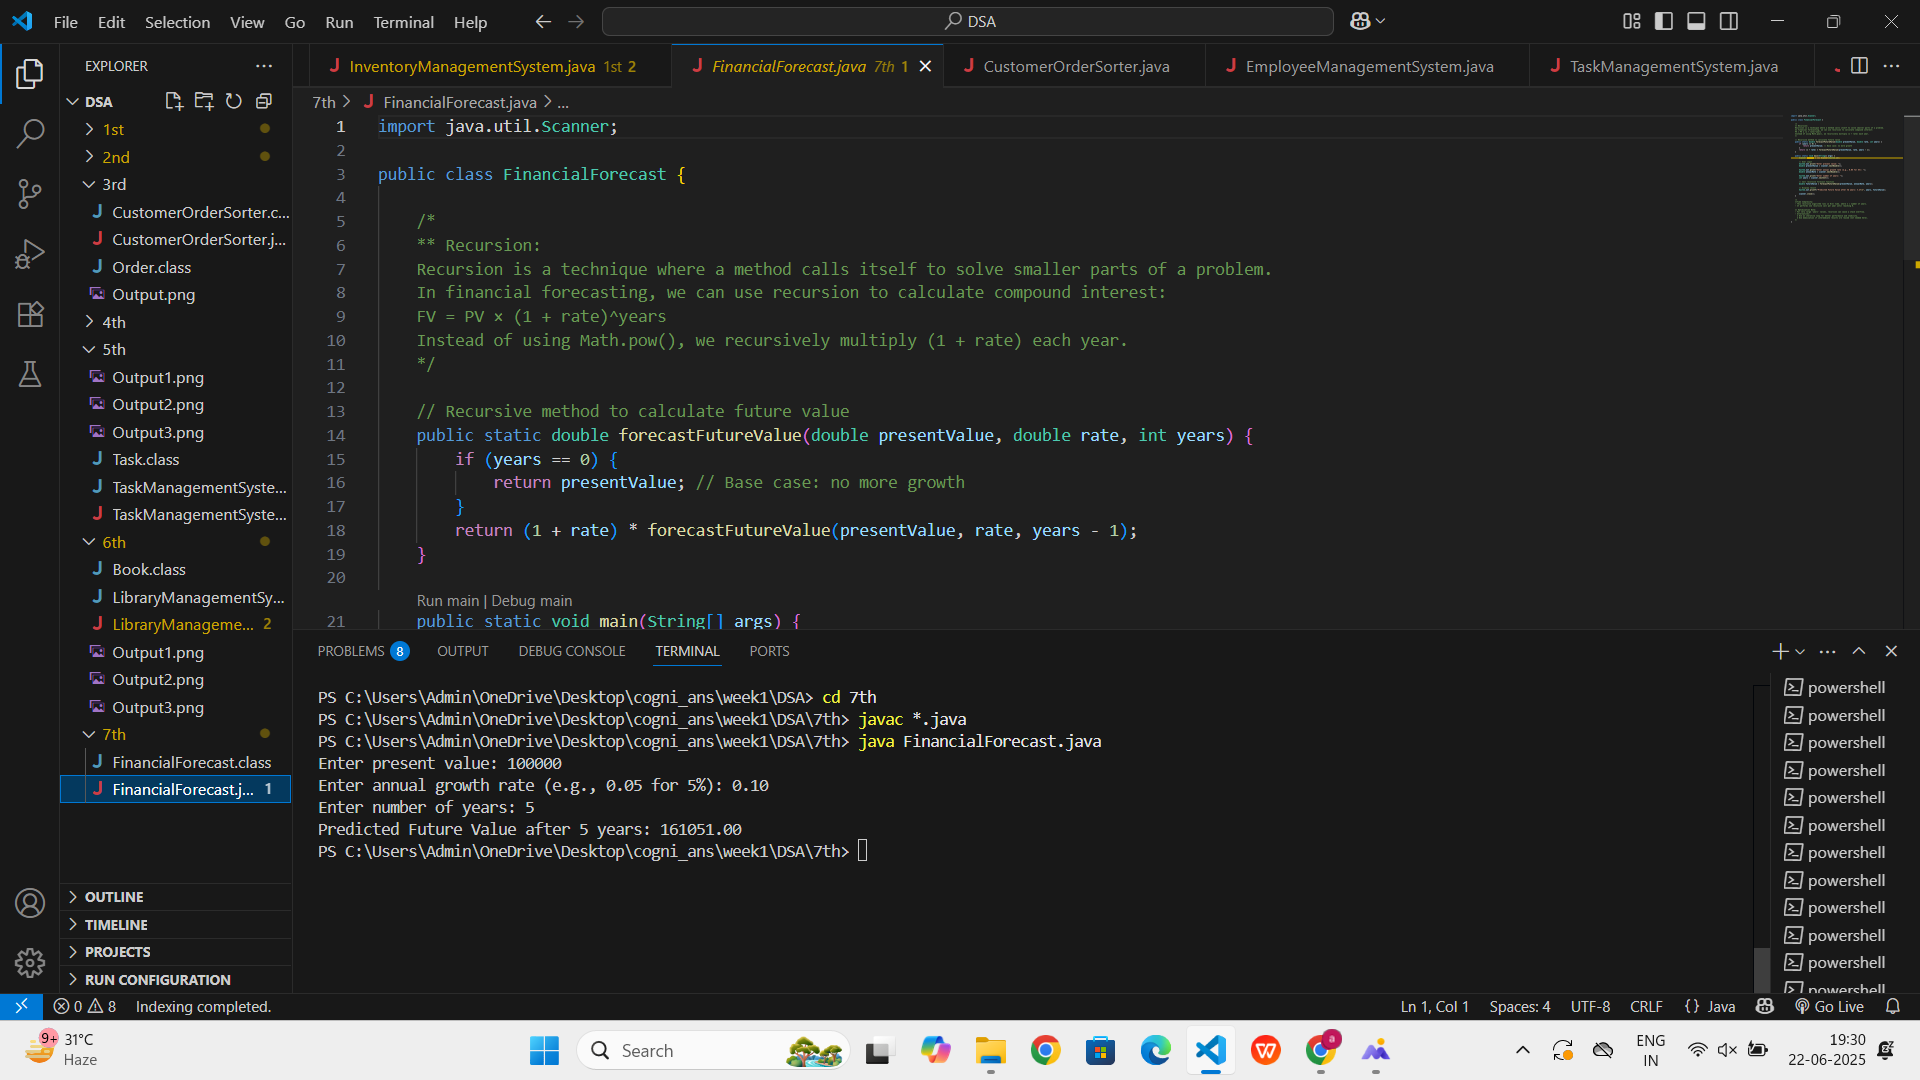 File Edit Selection View Go Run Terminal Help
DSA
EXPLORER
DSA
1st
2nd
3rd
CustomerOrderSorter.c...
CustomerOrderSorter.j...
Order.class
Output.png
4th
5th
Output1.png
Output2.png
Output3.png
Task.class
TaskManagementSyste...
TaskManagementSyste...
6th
Book.class
LibraryManagementSy...
LibraryManageme... 2
Output1.png
Output2.png
Output3.png
7th
FinancialForecast.class
FinancialForecast.j... 1
OUTLINE
TIMELINE
PROJECTS
RUN CONFIGURATION
InventoryManagementSystem.java 1st 2
FinancialForecast.java 7th 1
CustomerOrderSorter.java
EmployeeManagementSystem.java
TaskManagementSystem.java
7th > FinancialForecast.java > ...
1 import java.util.Scanner;
2
3 public class FinancialForecast {
4
5 /*
6 ** Recursion:
7 Recursion is a technique where a method calls itself to solve smaller parts of a problem.
8 In financial forecasting, we can use recursion to calculate compound interest:
9 FV = PV × (1 + rate)^years
10 Instead of using Math.pow(), we recursively multiply (1 + rate) each year.
11 */
12
13 // Recursive method to calculate future value
14 public static double forecastFutureValue(double presentValue, double rate, int years) {
15 if (years == 0) {
16 return presentValue; // Base case: no more growth
17 }
18 return (1 + rate) * forecastFutureValue(presentValue, rate, years - 1);
19 }
20
Run main | Debug main
21 public static void main(String[] args) {
PROBLEMS 8 OUTPUT DEBUG CONSOLE TERMINAL PORTS
PS C:\Users\Admin\OneDrive\Desktop\cogni_ans\week1\DSA> cd 7th
PS C:\Users\Admin\OneDrive\Desktop\cogni_ans\week1\DSA\7th> javac *.java
PS C:\Users\Admin\OneDrive\Desktop\cogni_ans\week1\DSA\7th> java FinancialForecast.java
Enter present value: 100000
Enter annual growth rate (e.g., 0.05 for 5%): 0.10
Enter number of years: 5
Predicted Future Value after 5 years: 161051.00
PS C:\Users\Admin\OneDrive\Desktop\cogni_ans\week1\DSA\7th>
powershell
powershell
powershell
powershell
powershell
powershell
powershell
powershell
powershell
powershell
powershell
powershell
0 8 Indexing completed.
Ln 1, Col 1 Spaces: 4 UTF-8 CRLF {} Java Go Live
9+ 31°C
Haze
Search
a
ENG
IN
19:30
22-06-2025